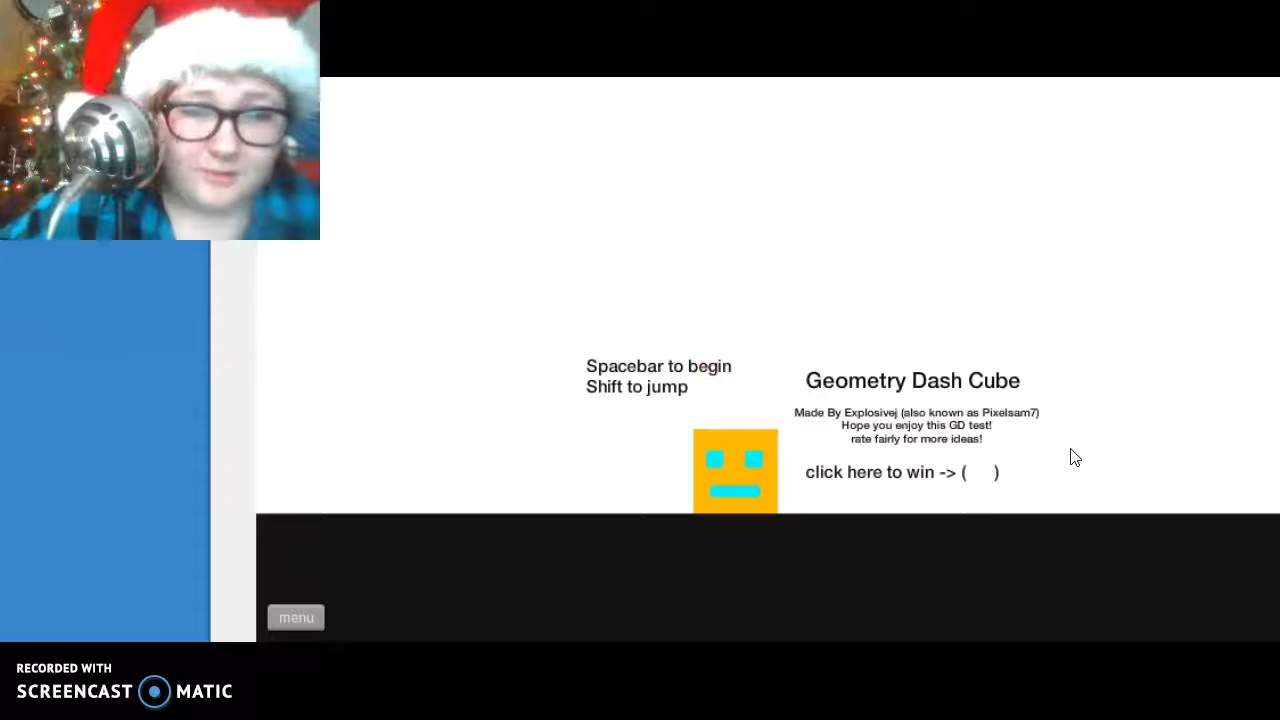 Spacebar to begin
Shift to jump
Geometry Dash Cube
Made By Explosivej (also known as Pixelsam7)
Hope you enjoy this GD test!
rate fairly for more ideas!
click here to win -> (     )
menu
RECORDED WITH
SCREENCAST MATIC